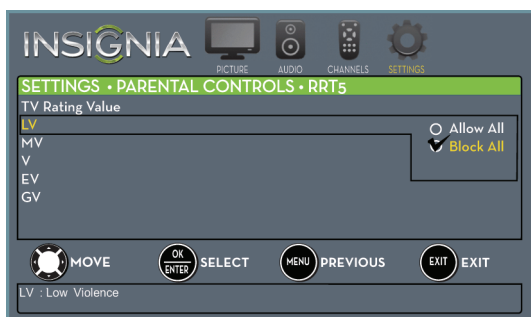 INSIGNIA
PICTURE AUDIO CHANNELS SETTINGS
SETTINGS • PARENTAL CONTROLS • RRT5
TV Rating Value
LV
Allow All
MV
Block All
V
EV
GV
MOVE OK ENTER SELECT MENU PREVIOUS EXIT EXIT
LV : Low Violence